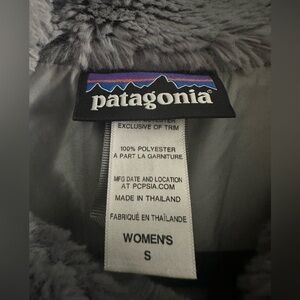 patagonia
POLYESTER
EXCLUSIVE OF TRIM
100% POLYESTER
À PART LA GARNITURE
MFG DATE AND LOCATION
AT PCPSIA.COM
MADE IN THAILAND
FABRIQUÉ EN THAÏLANDE
WOMEN'S
S